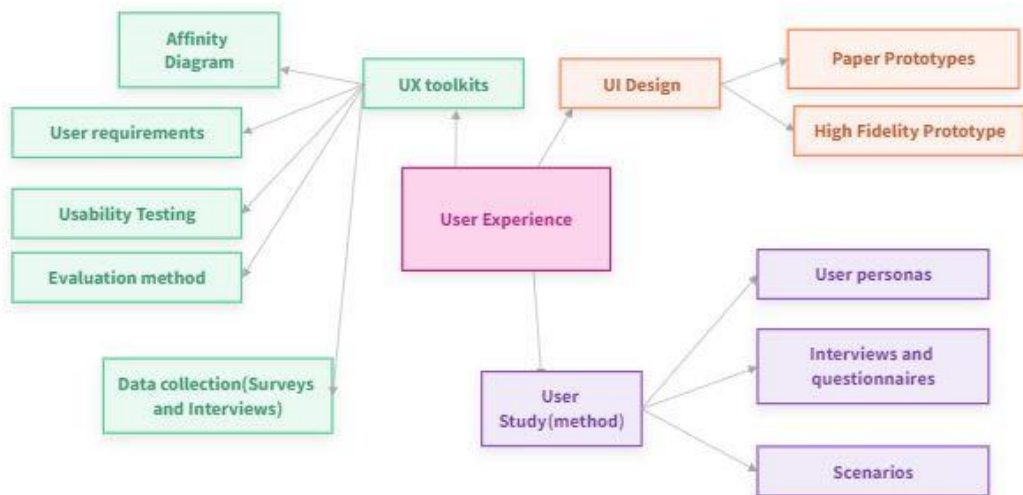 Affinity
Diagram
UX toolkits
UI Design
Paper Prototypes
User requirements
High Fidelity Prototype
Usability Testing
User Experience
Evaluation method
User personas
Interviews and
questionnaires
Data collection(Surveys
and Interviews)
User
Study(method)
Scenarios